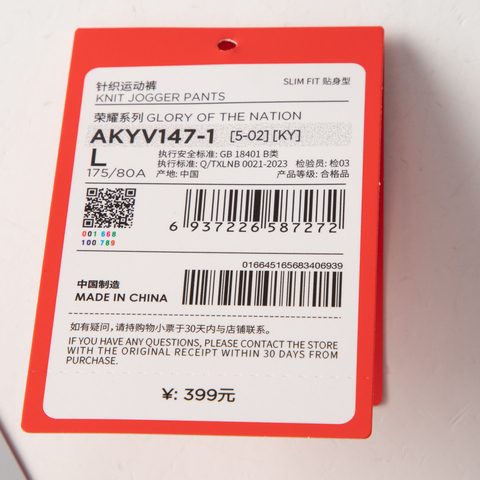 针织运动裤
KNIT JOGGER PANTS
SLIM FIT 贴身型
荣耀系列 GLORY OF THE NATION
AKYV147-1 [5-02] [KY]
L
175/80A
执行安全标准: GB 18401 B类
执行标准: Q/TXLNB 0021-2023 检验员: 检03
产地: 中国 产品等级: 合格品
001 668
100 789
6 937226 587272
016645165683406939
中国制造
MADE IN CHINA
如有疑问,请持购物小票于30天内与店铺联系。
IF YOU HAVE ANY QUESTIONS, PLEASE CONTACT THE STORE
WITH THE ORIGINAL RECEIPT WITHIN 30 DAYS FROM
PURCHASE.
¥: 399元